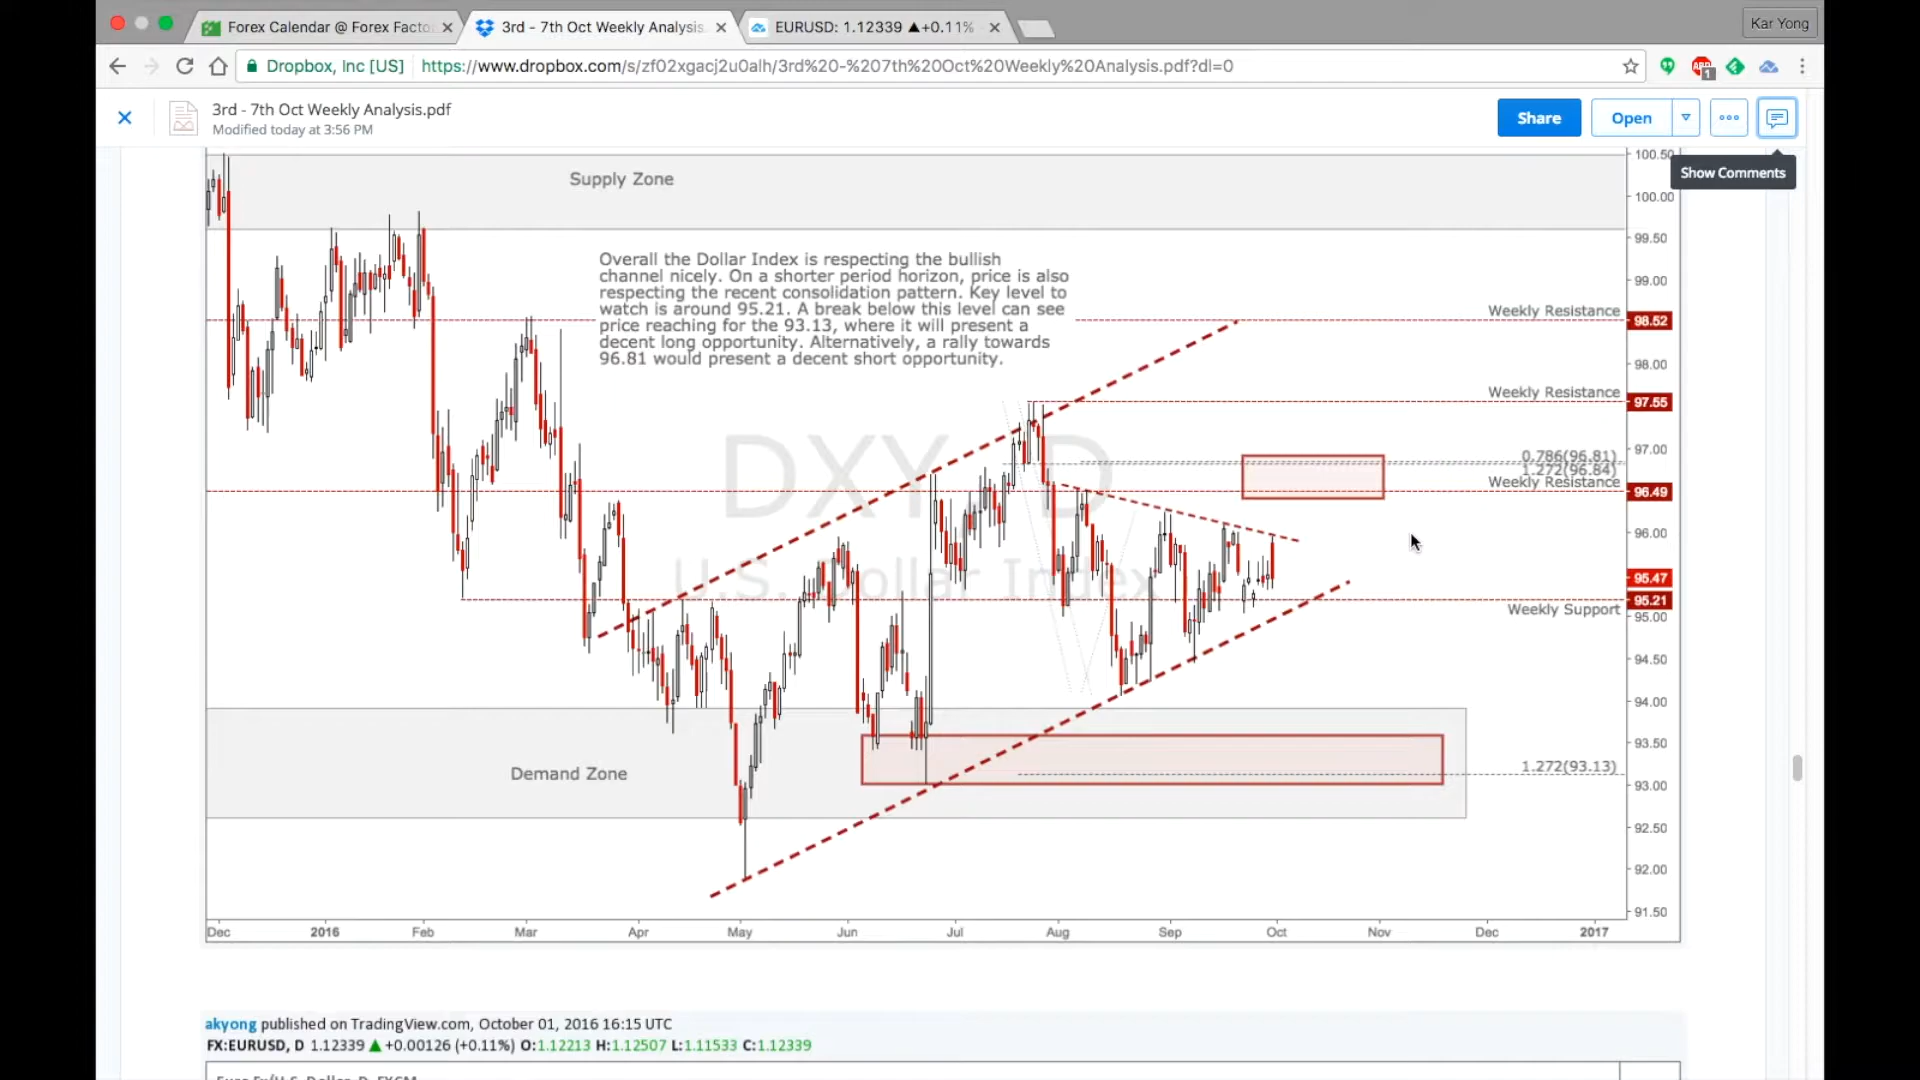 Forex Calendar @ Forex Facto
3rd - 7th Oct Weekly Analysis.
EURUSD: 1.12339 ▲+0.11%
Kar Yong
Dropbox, Inc [US]
https://www.dropbox.com/s/zf02xgacj2u0alh/3rd%20-%207th%20Oct%20Weekly%20Analysis.pdf?dl=0
ABP
1
3rd - 7th Oct Weekly Analysis.pdf
Modified today at 3:56 PM
Share
Open
Show Comments
Supply Zone
Overall the Dollar Index is respecting the bullish
channel nicely. On a shorter period horizon, price is also
respecting the recent consolidation pattern. Key level to
watch is around 95.21. A break below this level can see
price reaching for the 93.13, where it will present a
decent long opportunity. Alternatively, a rally towards
96.81 would present a decent short opportunity.
DXY, D
U.S. Dollar Index
Weekly Resistance
Weekly Resistance
0.786(96.81)
1.272(96.84)
Weekly Resistance
Weekly Support
1.272(93.13)
Demand Zone
100.50
100.00
99.50
99.00
98.52
98.00
97.55
97.00
96.49
96.00
95.47
95.21
95.00
94.50
94.00
93.50
93.00
92.50
92.00
91.50
Dec 2016 Feb Mar Apr May Jun Jul Aug Sep Oct Nov Dec 2017
akyong published on TradingView.com, October 01, 2016 16:15 UTC
FX:EURUSD, D 1.12339 ▲ +0.00126 (+0.11%) O:1.12213 H:1.12507 L:1.11533 C:1.12339